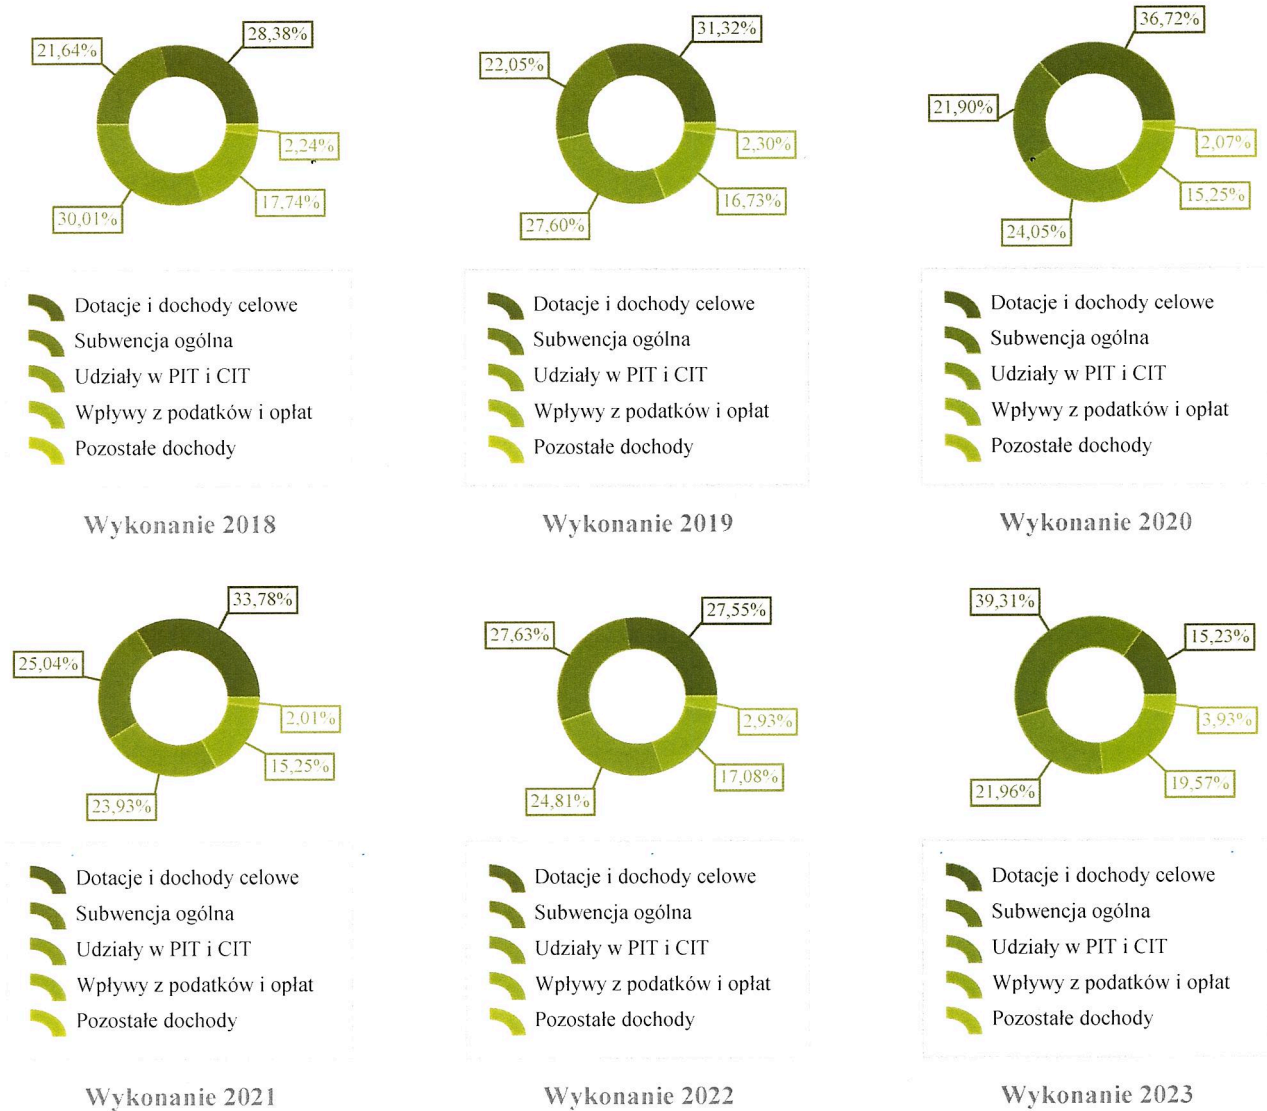 28,38%
21,64%
2,24%
17,74%
30,01%
Dotacje i dochody celowe
Subwencja ogólna
Udziały w PIT i CIT
Wpływy z podatków i opłat
Pozostałe dochody
Wykonanie 2018
31,32%
22,05%
2,30%
16,73%
27,60%
Dotacje i dochody celowe
Subwencja ogólna
Udziały w PIT i CIT
Wpływy z podatków i opłat
Pozostałe dochody
Wykonanie 2019
36,72%
21,90%
2,07%
15,25%
24,05%
Dotacje i dochody celowe
Subwencja ogólna
Udziały w PIT i CIT
Wpływy z podatków i opłat
Pozostałe dochody
Wykonanie 2020
33,78%
25,04%
2,01%
15,25%
23,93%
Dotacje i dochody celowe
Subwencja ogólna
Udziały w PIT i CIT
Wpływy z podatków i opłat
Pozostałe dochody
Wykonanie 2021
27,55%
27,63%
2,93%
17,08%
24,81%
Dotacje i dochody celowe
Subwencja ogólna
Udziały w PIT i CIT
Wpływy z podatków i opłat
Pozostałe dochody
Wykonanie 2022
39,31%
15,23%
3,93%
19,57%
21,96%
Dotacje i dochody celowe
Subwencja ogólna
Udziały w PIT i CIT
Wpływy z podatków i opłat
Pozostałe dochody
Wykonanie 2023